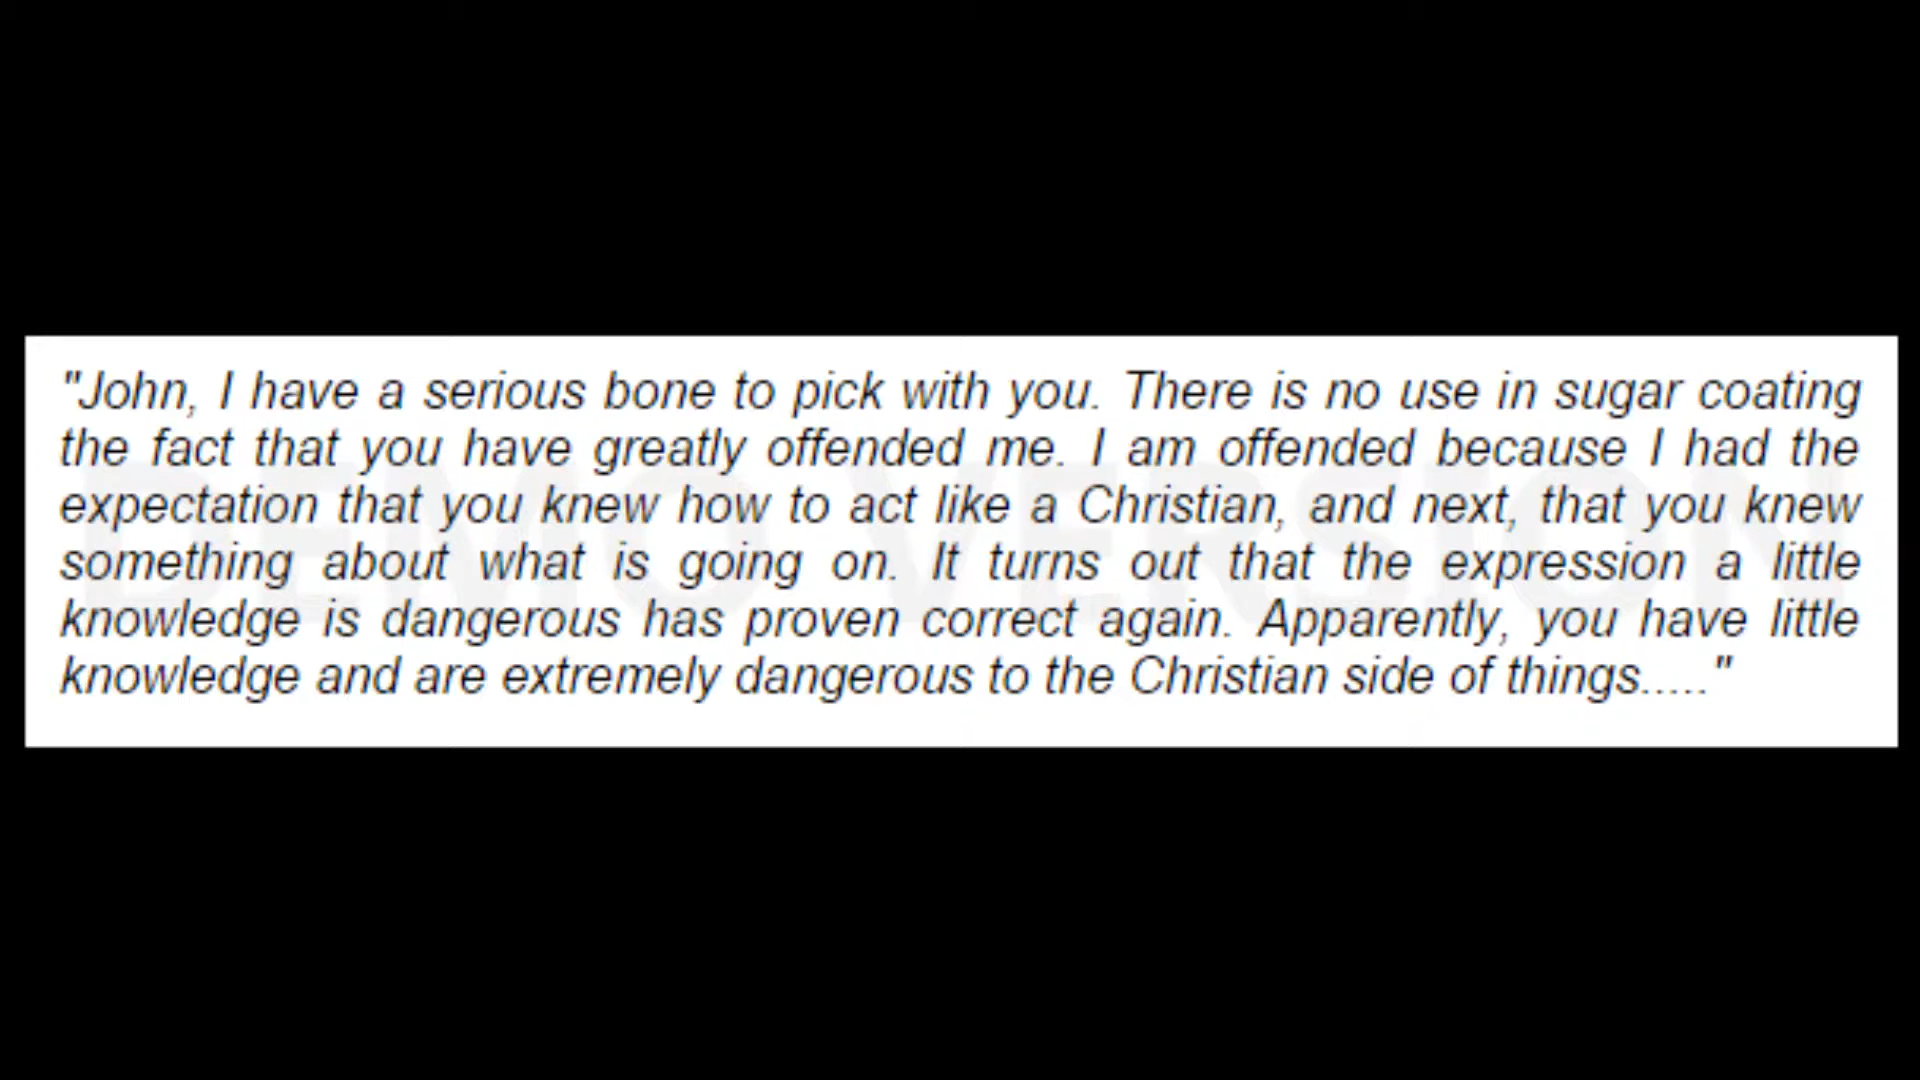 "John, I have a serious bone to pick with you. There is no use in sugar coating
the fact that you have greatly offended me. I am offended because I had the
expectation that you knew how to act like a Christian, and next, that you knew
something about what is going on. It turns out that the expression a little
knowledge is dangerous has proven correct again. Apparently, you have little
knowledge and are extremely dangerous to the Christian side of things....."
DEMO VERSION